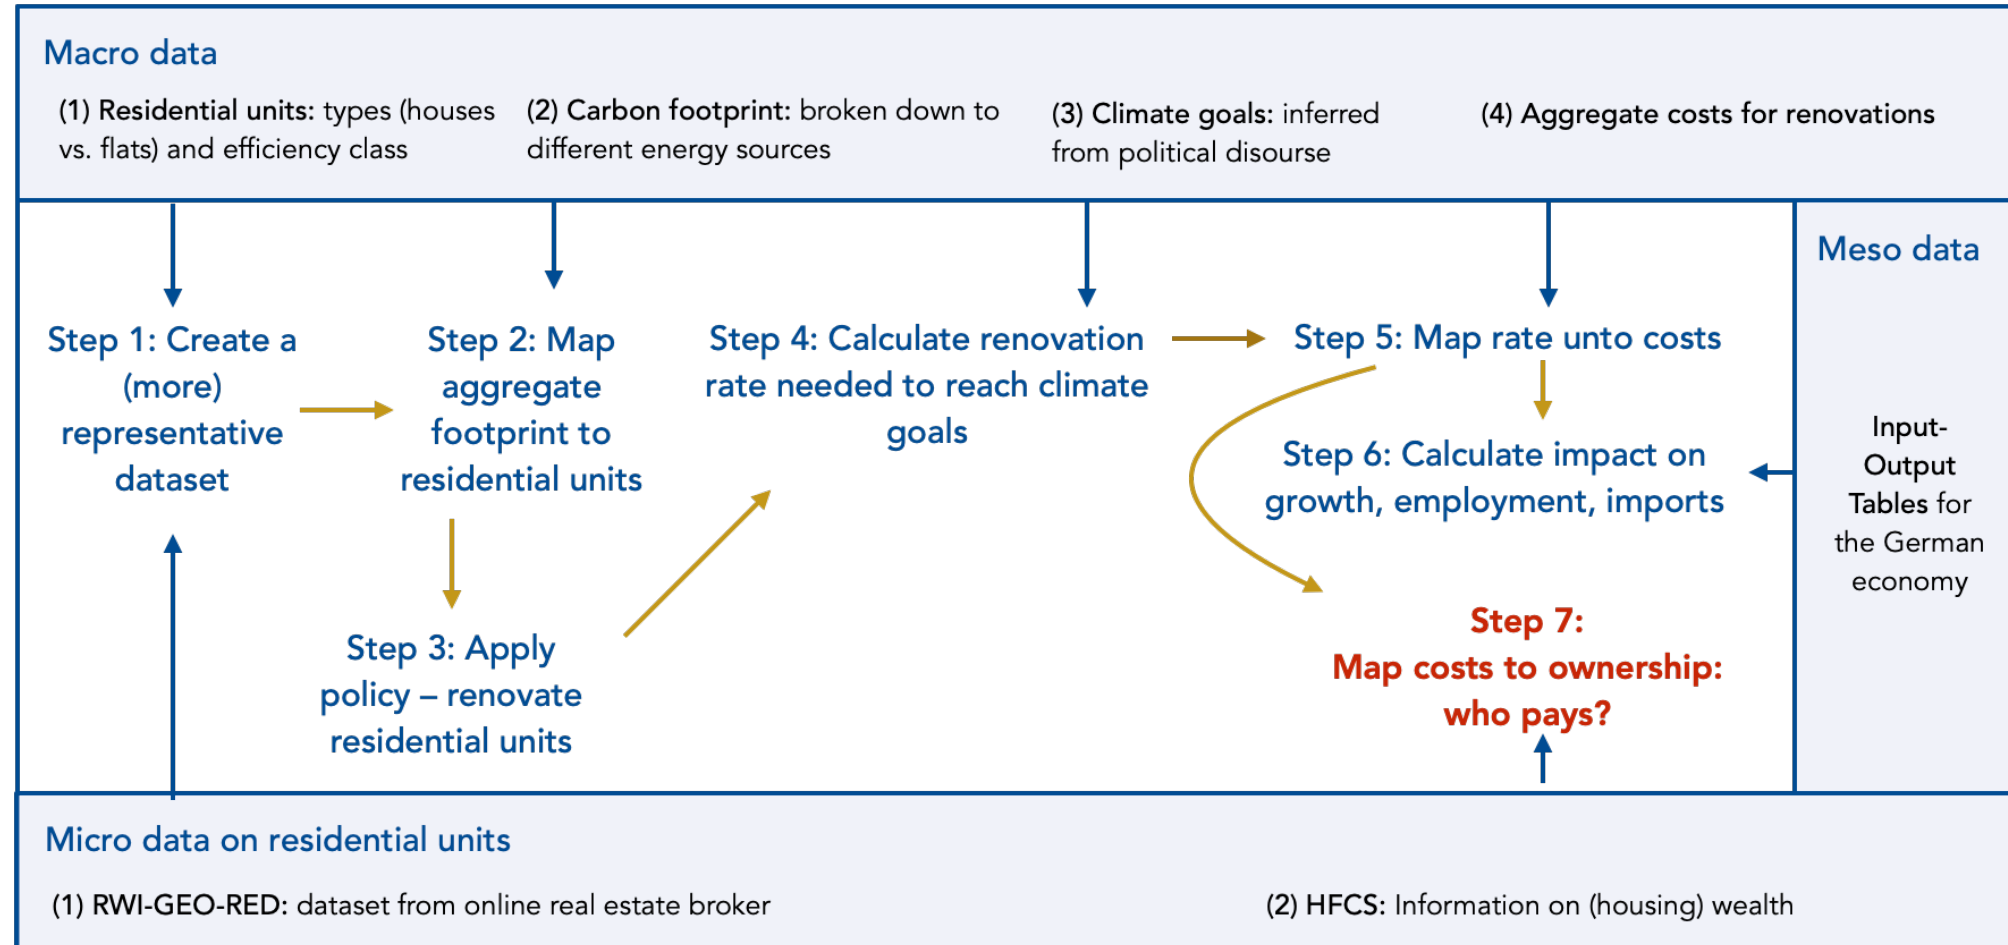 Macro data
(1) Residential units: types (houses
vs. flats) and efficiency class
(2) Carbon footprint: broken down to
different energy sources
(3) Climate goals: inferred
from political disourse
(4) Aggregate costs for renovations
Meso data
Input-
Output
Tables for
the German
economy
Step 1: Create a
(more)
representative
dataset
Step 2: Map
aggregate
footprint to
residential units
Step 3: Apply
policy – renovate
residential units
Step 4: Calculate renovation
rate needed to reach climate
goals
Step 5: Map rate unto costs
Step 6: Calculate impact on
growth, employment, imports
Step 7:
Map costs to ownership:
who pays?
Micro data on residential units
(1) RWI-GEO-RED: dataset from online real estate broker
(2) HFCS: Information on (housing) wealth